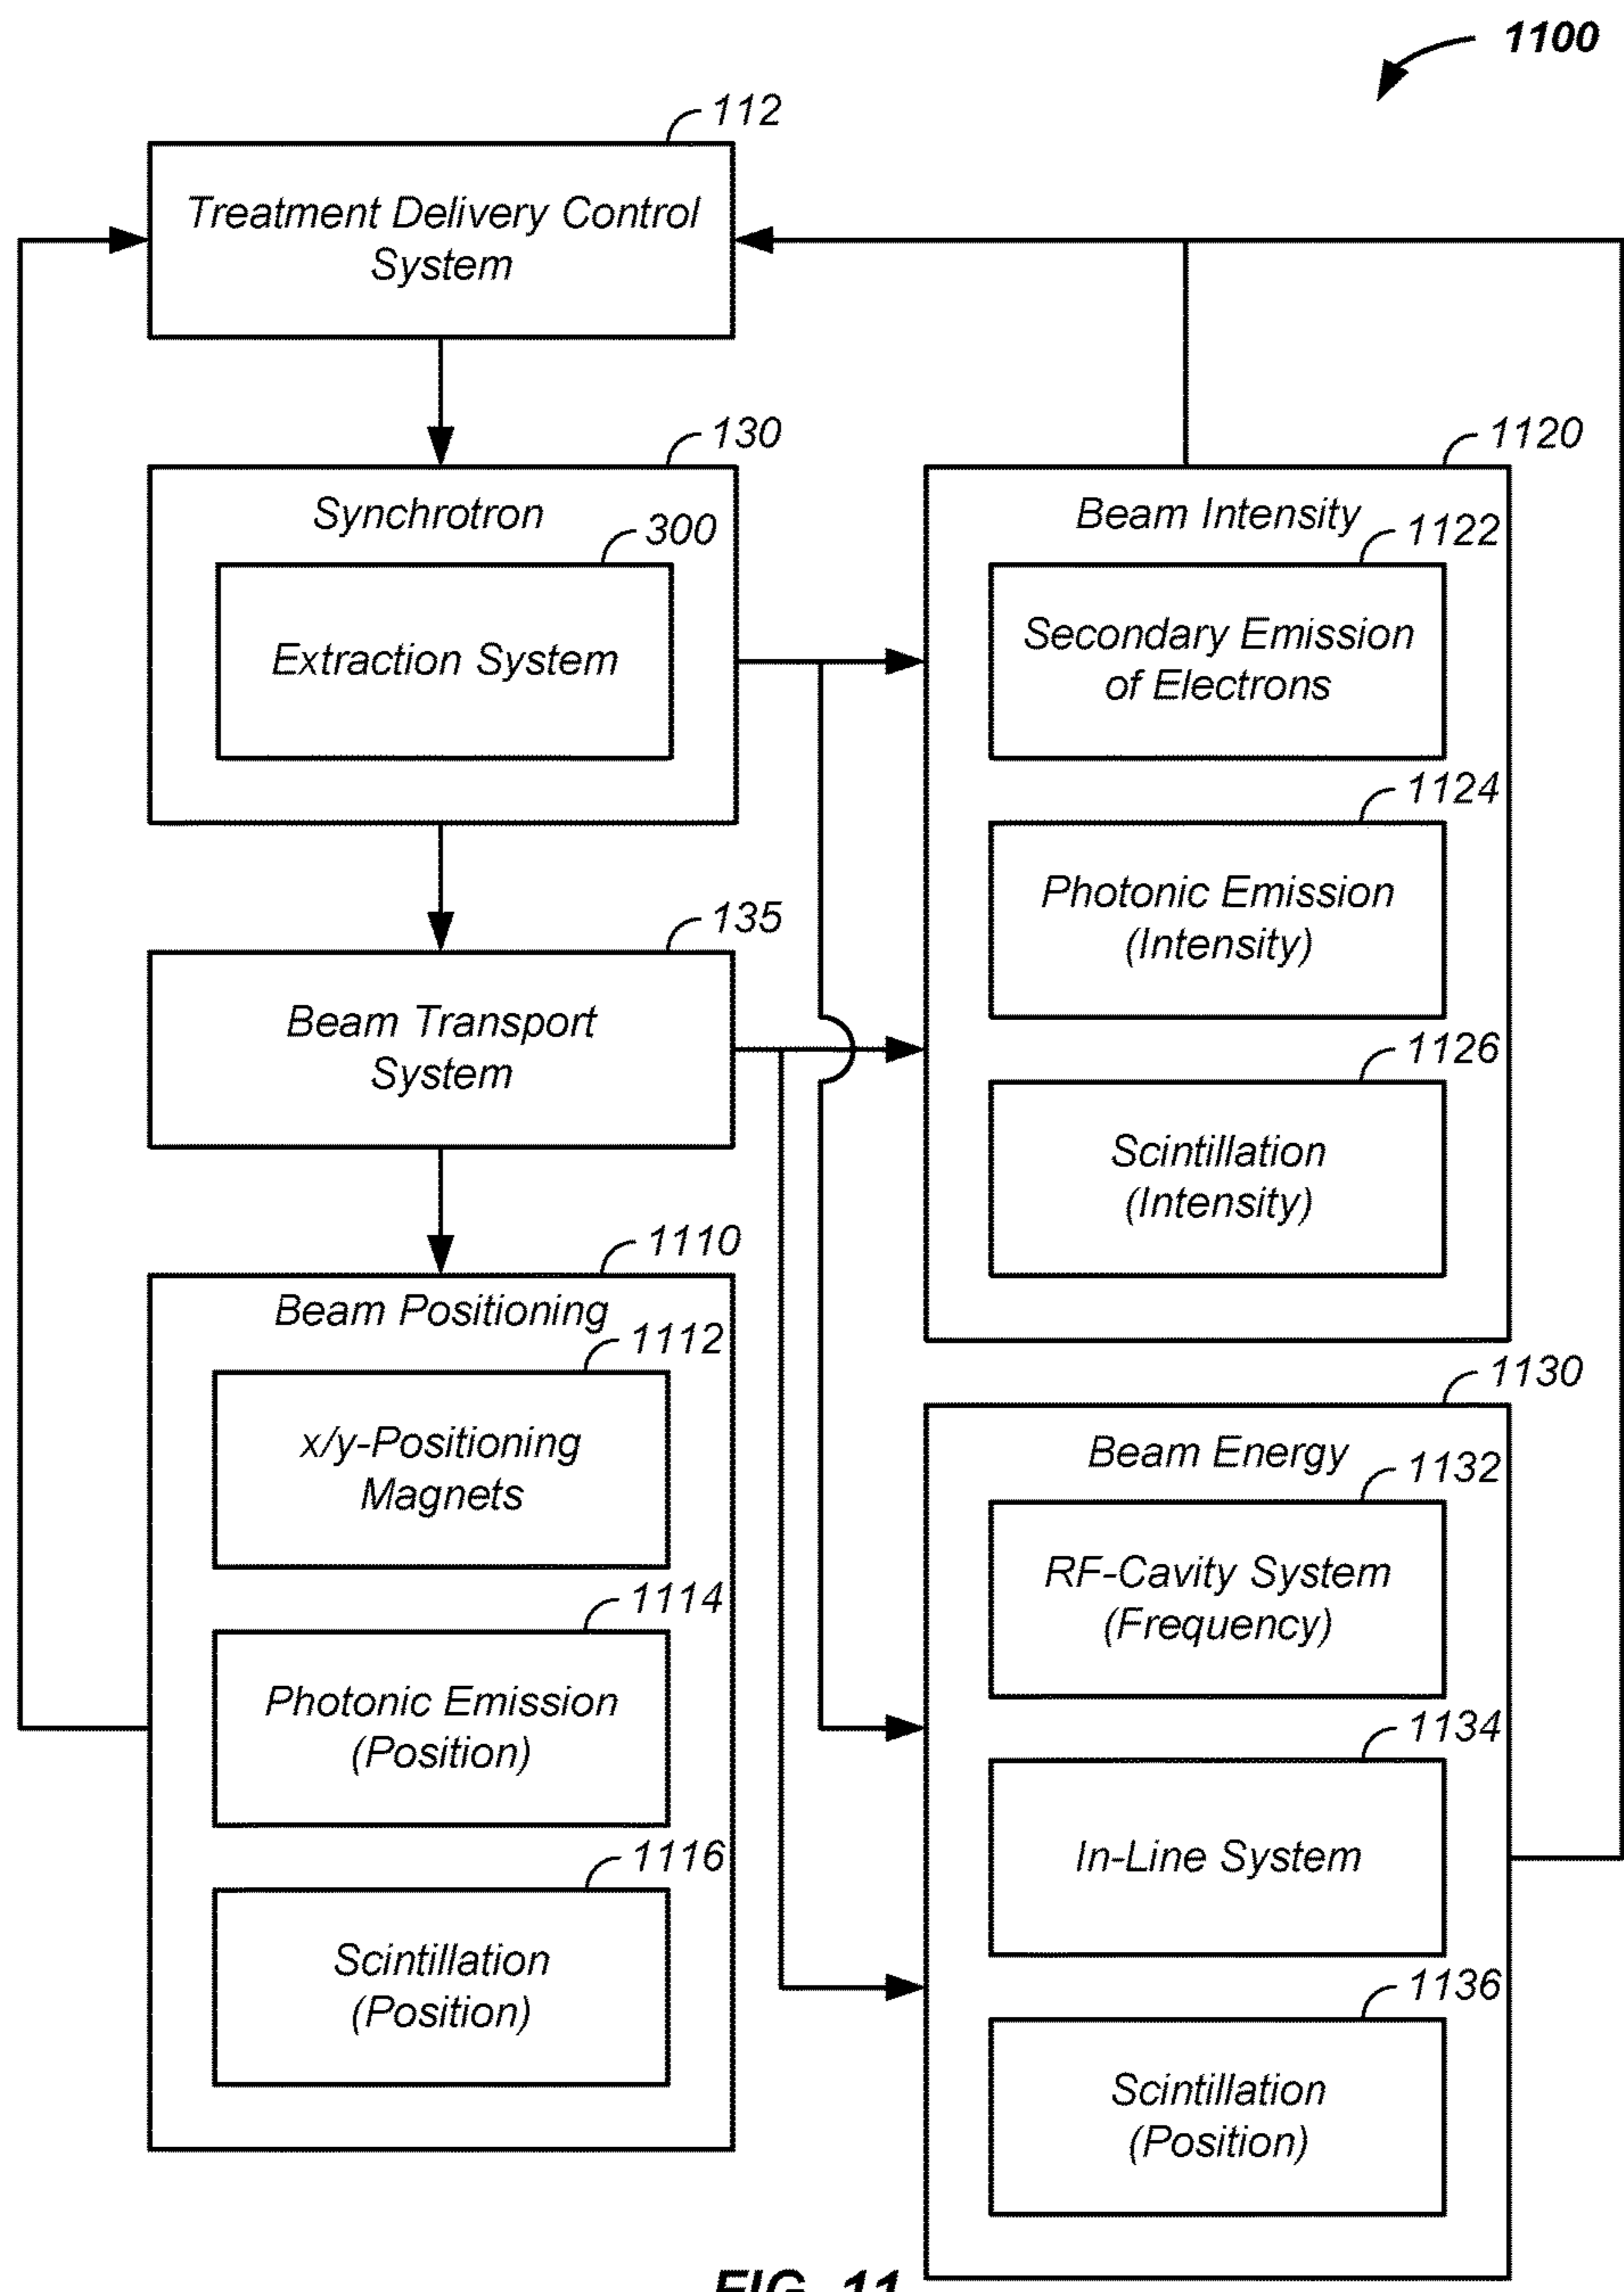 1100
112
Treatment Delivery Control
System
130
Synchrotron
300
Extraction System
135
Beam Transport
System
1110
Beam Positioning
1112
x/y-Positioning
Magnets
1114
Photonic Emission
(Position)
1116
Scintillation
(Position)
1120
Beam Intensity
1122
Secondary Emission
of Electrons
1124
Photonic Emission
(Intensity)
1126
Scintillation
(Intensity)
1130
Beam Energy
1132
RF-Cavity System
(Frequency)
1134
In-Line System
1136
Scintillation
(Position)
FIG. 11